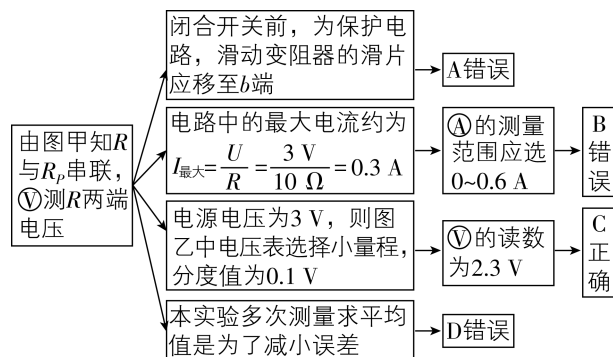 由图甲知R
与R_P串联，
Ⓥ测R两端
电压
闭合开关前，为保护电
路，滑动变阻器的滑片
应移至b端
A错误
电路中的最大电流约为
I最大=U/R=3 V/10 Ω=0.3 A
Ⓐ的测量
范围应选
0~0.6 A
B
错
误
电源电压为3 V，则图
乙中电压表选择小量程，
分度值为0.1 V
Ⓥ的读数
为2.3 V
C
正
确
本实验多次测量求平均
值是为了减小误差
D错误